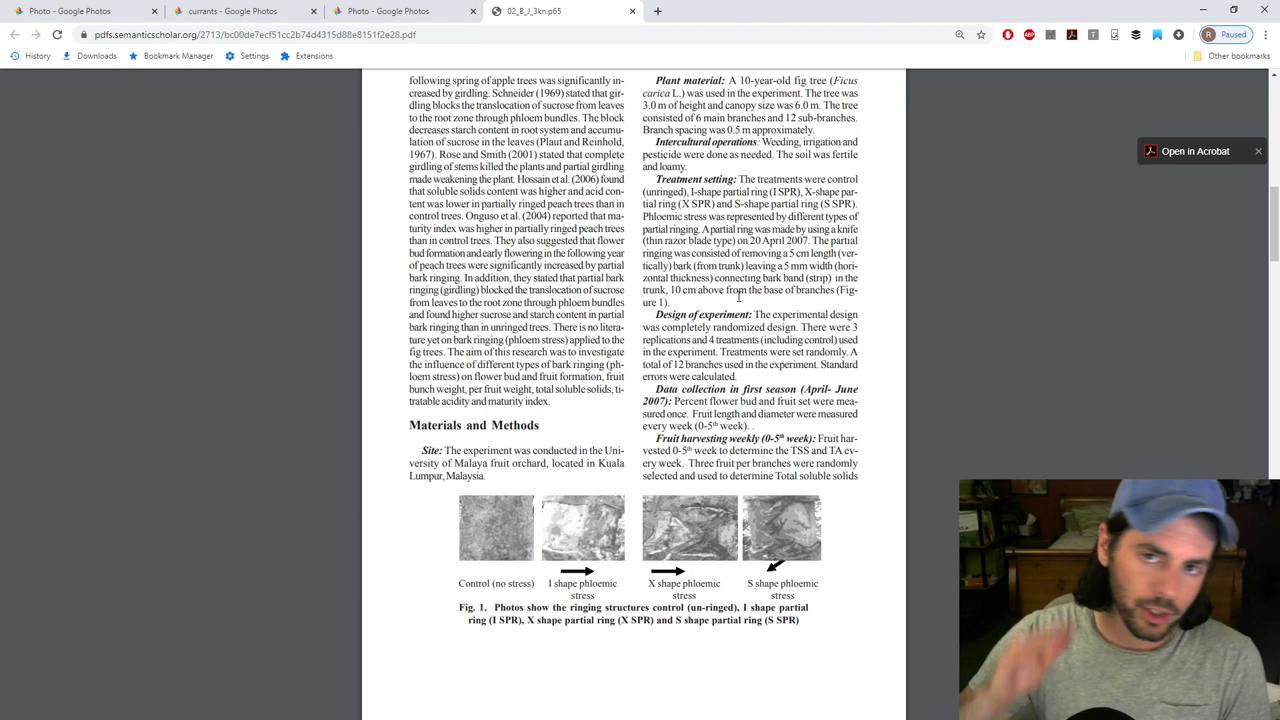 Photo - Google Photos
currants - Google Photos
Photo - Google Photos
02_B_J_3kn.p65
pdfs.semanticscholar.org/2713/bc00de7ecf51cc2b74d4315d88e8151f2e28.pdf
R Paused
History
Downloads
Bookmark Manager
Settings
Extensions
Other bookmarks
Open in Acrobat
following spring of apple trees was significantly in-
creased by girdling. Schneider (1969) stated that gir-
dling blocks the translocation of sucrose from leaves
to the root zone through phloem bundles. The block
decreases starch content in root system and accumu-
lation of sucrose in the leaves (Plaut and Reinhold,
1967). Rose and Smith (2001) stated that complete
girdling of stems killed the plants and partial girdling
made weakening the plant. Hossain et al. (2006) found
that soluble solids content was higher and acid con-
tent was lower in partially ringed peach trees than in
control trees. Onguso et al. (2004) reported that ma-
turity index was higher in partially ringed peach trees
than in control trees. They also suggested that flower
bud formation and early flowering in the following year
of peach trees were significantly increased by partial
bark ringing. In addition, they stated that partial bark
ringing (girdling) blocked the translocation of sucrose
from leaves to the root zone through phloem bundles
and found higher sucrose and starch content in partial
bark ringing than in unringed trees. There is no litera-
ture yet on bark ringing (phloem stress) applied to the
fig trees. The aim of this research was to investigate
the influence of different types of bark ringing (ph-
loem stress) on flower bud and fruit formation, fruit
bunch weight, per fruit weight, total soluble solids, ti-
tratable acidity and maturity index.
Materials and Methods
Site: The experiment was conducted in the Uni-
versity of Malaya fruit orchard, located in Kuala
Lumpur, Malaysia.
Plant material: A 10-year-old fig tree (Ficus
carica L.) was used in the experiment. The tree was
3.0 m of height and canopy size was 6.0 m. The tree
consisted of 6 main branches and 12 sub-branches.
Branch spacing was 0.5 m approximately.
Intercultural operations: Weeding, irrigation and
pesticide were done as needed. The soil was fertile
and loamy.
Treatment setting: The treatments were control
(unringed), I-shape partial ring (I SPR), X-shape par-
tial ring (X SPR) and S-shape partial ring (S SPR).
Phloemic stress was represented by different types of
partial ringing. A partial ring was made by using a knife
(thin razor blade type) on 20 April 2007. The partial
ringing was consisted of removing a 5 cm length (ver-
tically) bark (from trunk) leaving a 5 mm width (hori-
zontal thickness) connecting bark band (strip) in the
trunk, 10 cm above from the base of branches (Fig-
ure 1).
Design of experiment: The experimental design
was completely randomized design. There were 3
replications and 4 treatments (including control) used
in the experiment. Treatments were set randomly. A
total of 12 branches used in the experiment. Standard
errors were calculated.
Data collection in first season (April- June
2007): Percent flower bud and fruit set were mea-
sured once. Fruit length and diameter were measured
every week (0-5th week). .
Fruit harvesting weekly (0-5th week): Fruit har-
vested 0-5th week to determine the TSS and TA ev-
ery week. Three fruit per branches were randomly
selected and used to determine Total soluble solids
Control (no stress)
I shape phloemic
stress
X shape phloemic
stress
S shape phloemic
stress
Fig. 1. Photos show the ringing structures control (un-ringed), I shape partial
ring (I SPR), X shape partial ring (X SPR) and S shape partial ring (S SPR)